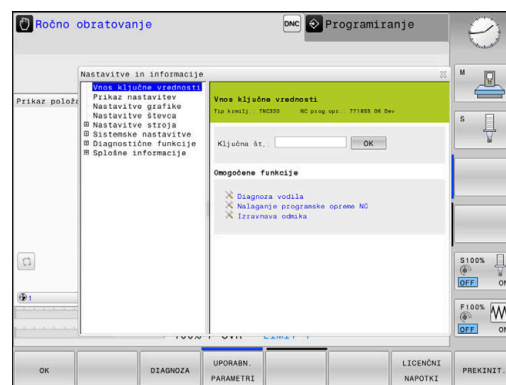 Ročno obratovanje
DNC
Programiranje
Nastavitve in informacije
Vnos ključne vrednosti
Prikaz nastavitev
Nastavitve grafike
Nastavitve števca
Nastavitve stroja
Sistemske nastavitve
Diagnostične funkcije
Splošne informacije
Prikaz polož
Vnos ključne vrednosti
Tip krmilj.: TNC320 NC prog.opr.: 771855 06 Dev
Ključna št.: OK
Omogočene funkcije
Diagnoza vodila
Nalaganje programske opreme NC
Izravnava odmika
M
S
S100%
OFF ON
F100%
OFF ON
1
OK
DIAGNOZA
UPORABN. PARAMETRI
LICENČNI NAPOTKI
PREKINIT.